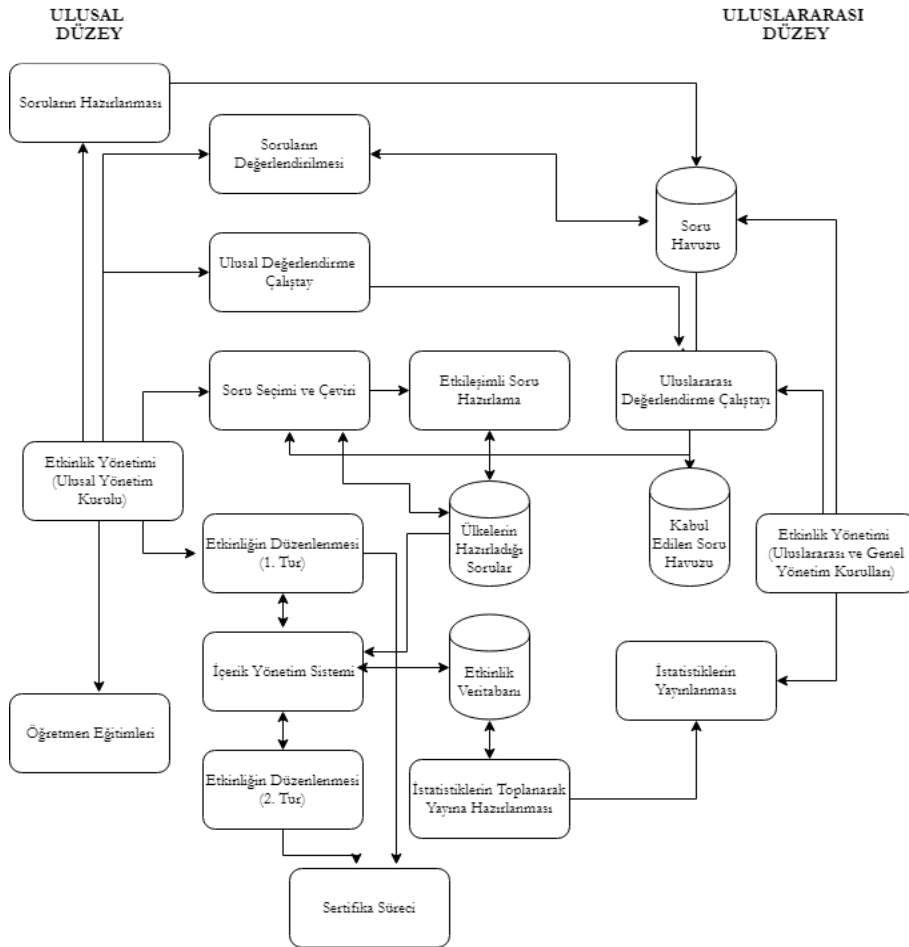 ULUSAL
DÜZEY
ULUSLARARASI
DÜZEY
Soruların Hazırlanması
Soruların
Değerlendirilmesi
Soru
Havuzu
Ulusal Değerlendirme
Çalıştay
Soru Seçimi ve Çeviri
Etkileşimli Soru
Hazırlama
Uluslararası
Değerlendirme Çalıştayı
Etkinlik Yönetimi
(Ulusal Yönetim
Kurulu)
Ülkelerin
Hazırladığı
Sorular
Kabul
Edilen Soru
Havuzu
Etkinlik Yönetimi
(Uluslararası ve Genel
Yönetim Kurulları)
Etkinliğin Düzenlenmesi
(1. Tur)
İçerik Yönetim Sistemi
Etkinlik
Veritabanı
İstatistiklerin
Yayınlanması
Öğretmen Eğitimleri
Etkinliğin Düzenlenmesi
(2. Tur)
İstatistiklerin Toplanarak
Yayına Hazırlanması
Sertifika Süreci